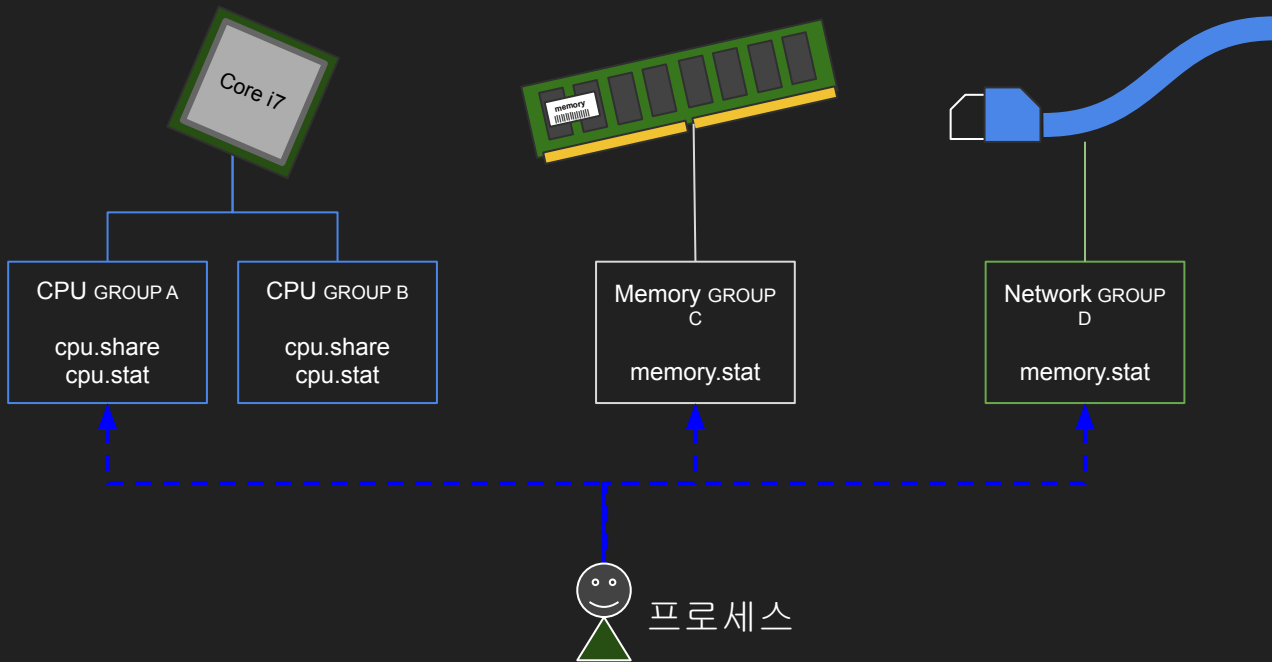 Core i7
memory
CPU GROUP A
cpu.share
cpu.stat
CPU GROUP B
cpu.share
cpu.stat
Memory GROUP
C
memory.stat
Network GROUP
D
memory.stat
프로세스